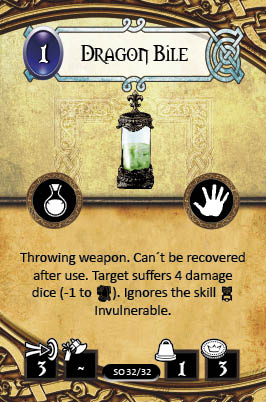 1
DRAGON BILE
Throwing weapon. Can´t be recovered
after use. Target suffers 4 damage
dice (-1 to ). Ignores the skill
Invulnerable.
3 ~ SO 32/32 1 3